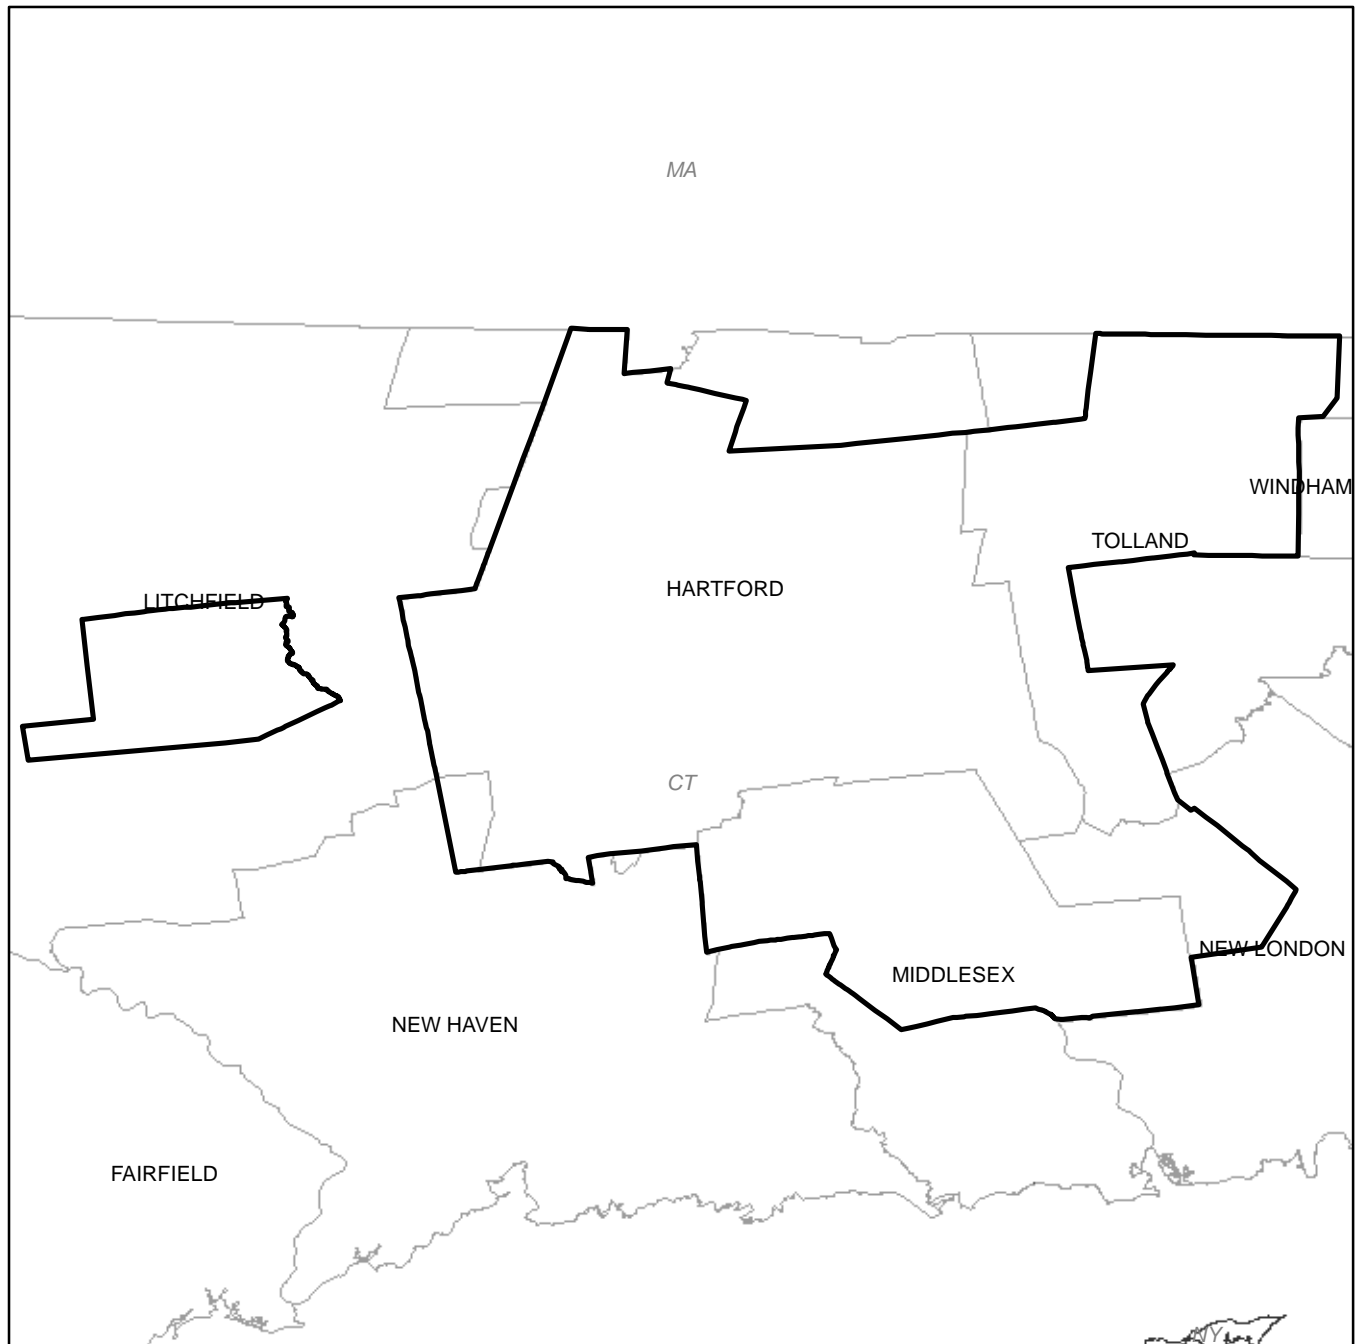 MA
WINDHAM
TOLLAND
HARTFORD
LITCHFIELD
CT
NEW LONDON
MIDDLESEX
NEW HAVEN
FAIRFIELD